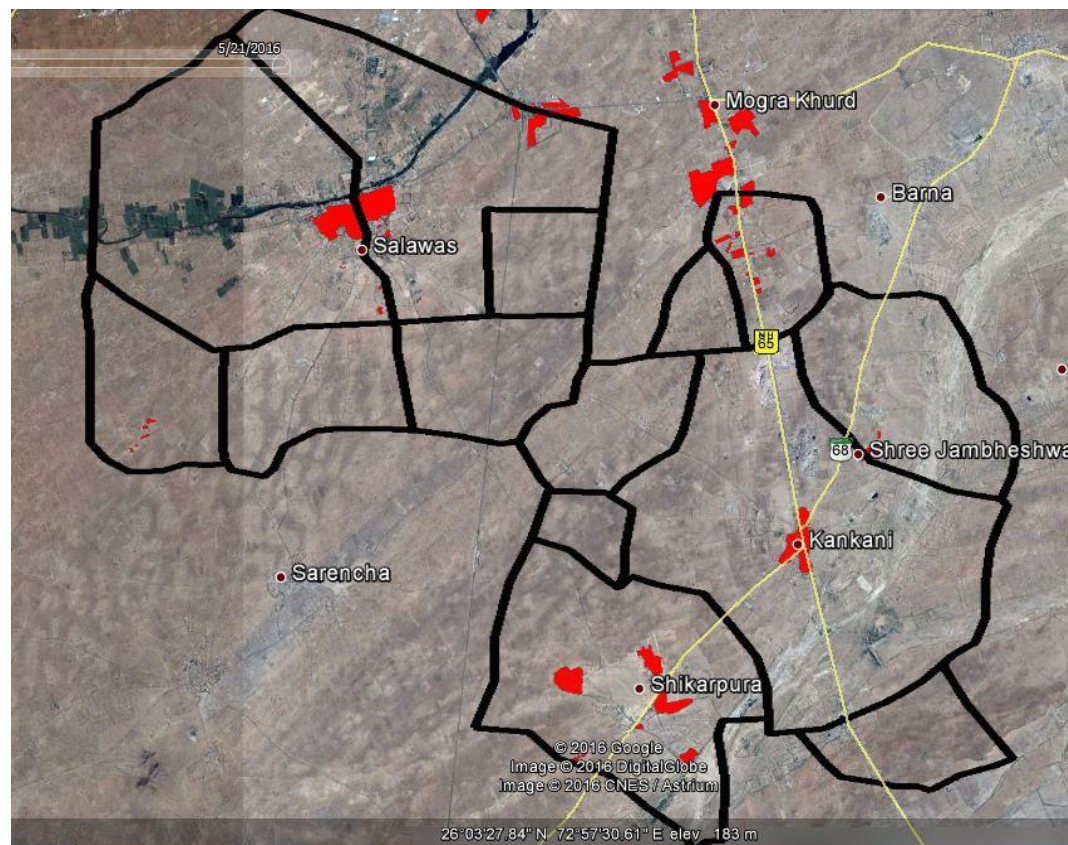 5/21/2016
Mogra Khurd
Barna
Salawas
NH
65
68
Shree Jambheshwa
Kankani
Sarencha
Shikarpura
© 2016 Google
Image © 2016 DigitalGlobe
Image © 2016 CNES / Astrium
26°03'27.84" N 72°57'30.61" E elev 183 m